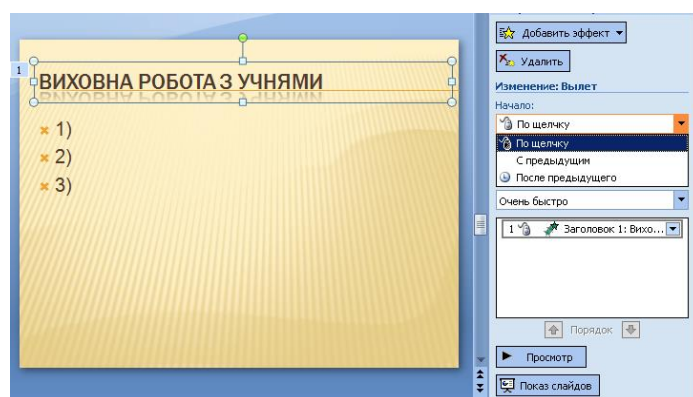 1
ВИХОВНА РОБОТА З УЧНЯМИ
1)
2)
3)
Добавить эффект
Удалить
Изменение: Вылет
Начало:
По щелчку
По щелчку
С предыдущим
После предыдущего
Очень быстро
1 Заголовок 1: Вихо...
Порядок
Просмотр
Показ слайдов